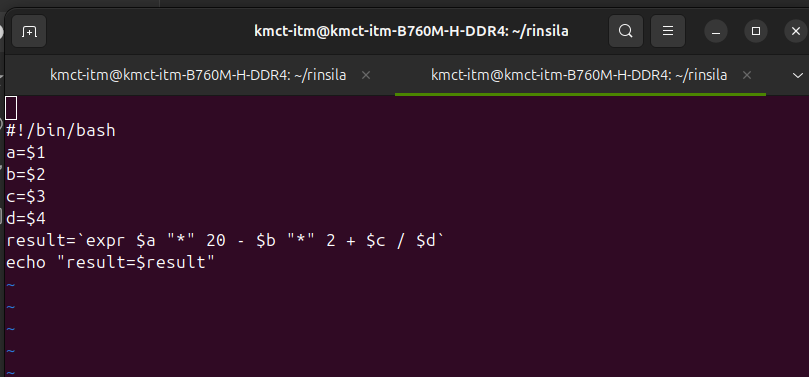 kmct-itm@kmct-itm-B760M-H-DDR4: ~/rinsila
kmct-itm@kmct-itm-B760M-H-DDR4: ~/rinsila × kmct-itm@kmct-itm-B760M-H-DDR4: ~/rinsila ×
#!/bin/bash
a=$1
b=$2
c=$3
d=$4
result=`expr $a "*" 20 - $b "*" 2 + $c / $d`
echo "result=$result"
~
~
~
~
~